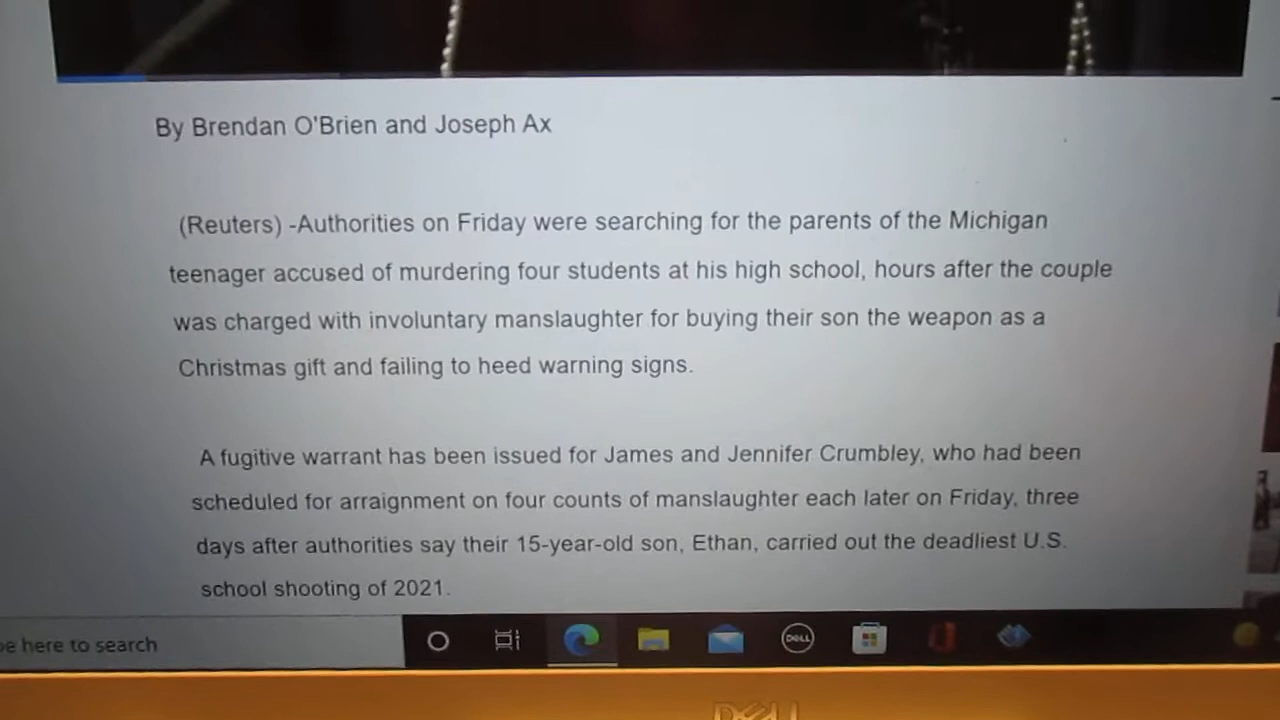 By Brendan O'Brien and Joseph Ax
(Reuters) -Authorities on Friday were searching for the parents of the Michigan
teenager accused of murdering four students at his high school, hours after the couple
was charged with involuntary manslaughter for buying their son the weapon as a
Christmas gift and failing to heed warning signs.
A fugitive warrant has been issued for James and Jennifer Crumbley, who had been
scheduled for arraignment on four counts of manslaughter each later on Friday, three
days after authorities say their 15-year-old son, Ethan, carried out the deadliest U.S.
school shooting of 2021.
pe here to search
DELL
DELL